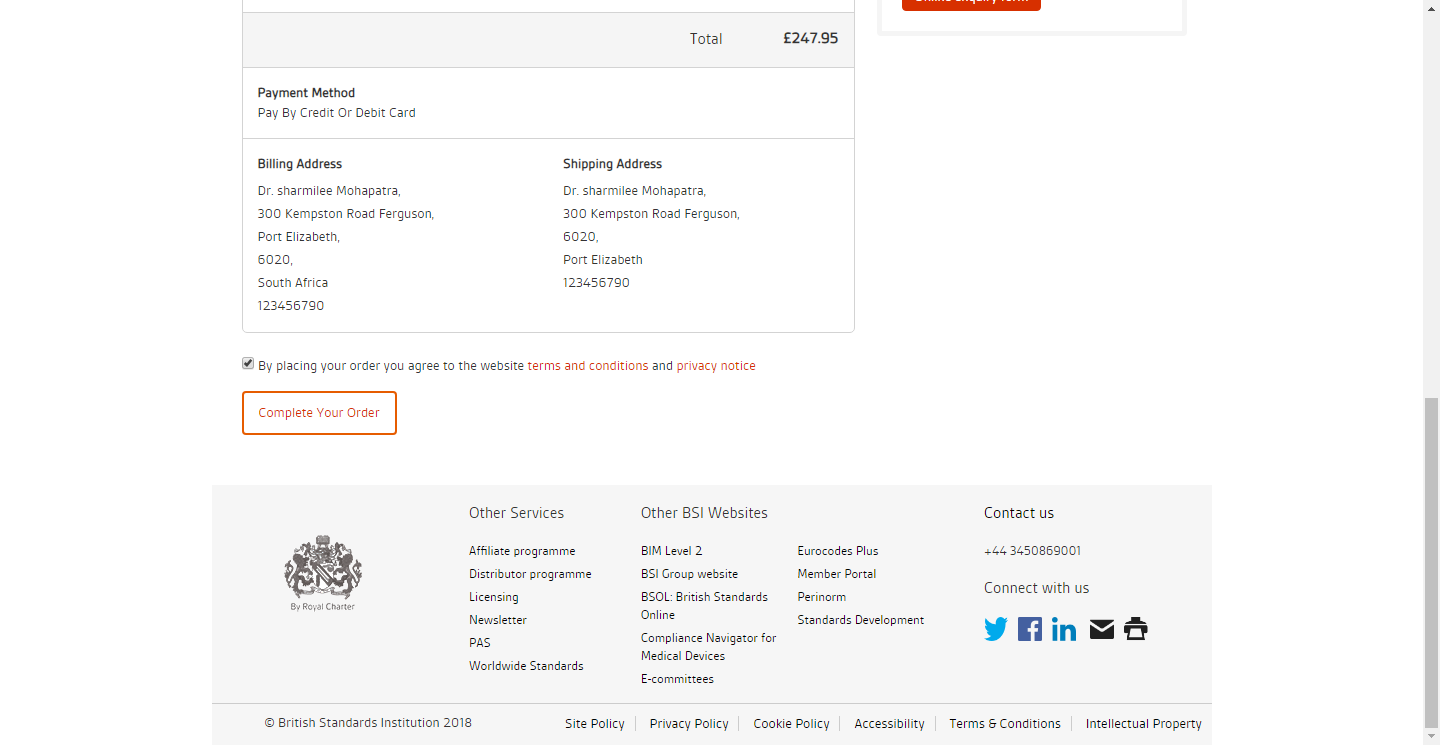 Online enquiry form
Total £247.95
Payment Method
Pay By Credit Or Debit Card
Billing Address
Dr. sharmilee Mohapatra,
300 Kempston Road Ferguson,
Port Elizabeth,
6020,
South Africa
123456790
Shipping Address
Dr. sharmilee Mohapatra,
300 Kempston Road Ferguson,
6020,
Port Elizabeth
123456790
By placing your order you agree to the website terms and conditions and privacy notice
Complete Your Order
By Royal Charter
Other Services
Affiliate programme
Distributor programme
Licensing
Newsletter
PAS
Worldwide Standards
Other BSI Websites
BIM Level 2
BSI Group website
BSOL: British Standards
Online
Compliance Navigator for
Medical Devices
E-committees
Eurocodes Plus
Member Portal
Perinorm
Standards Development
Contact us
+44 3450869001
Connect with us
© British Standards Institution 2018
Site Policy Privacy Policy Cookie Policy Accessibility Terms & Conditions Intellectual Property